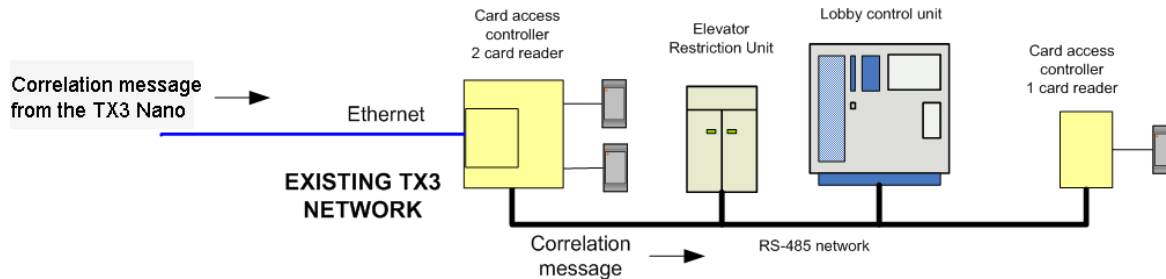 Card access
controller
2 card reader
Elevator
Restriction Unit
Lobby control unit
Card access
controller
1 card reader
Correlation message
from the TX3 Nano
Ethernet
EXISTING TX3
NETWORK
Correlation
message
RS-485 network